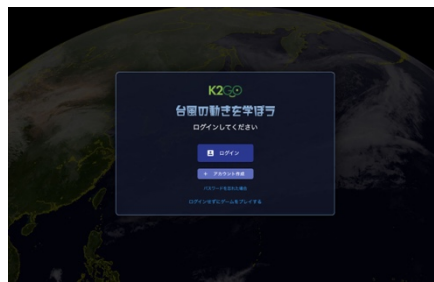 K2GO
台風の動きを学ぼう
ログインしてください
ログイン
+ アカウント作成
パスワードを忘れた場合
ログインせずにゲームをプレイする